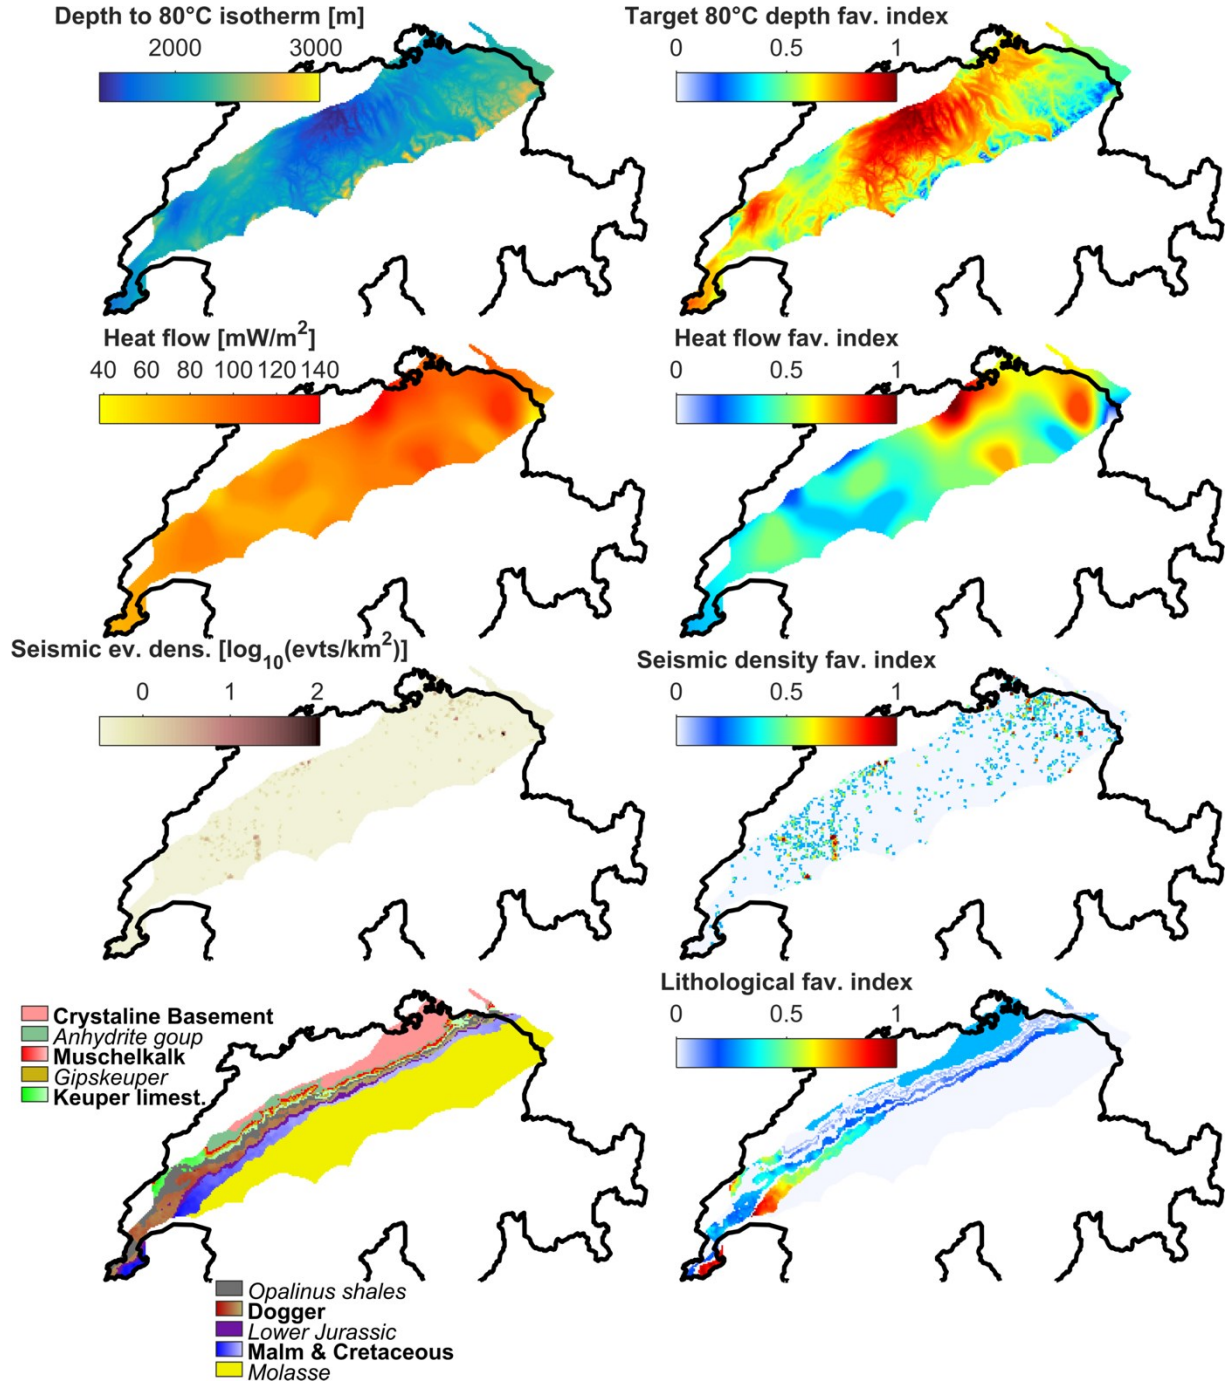 Depth to 80°C isotherm [m]
2000 3000
Target 80°C depth fav. index
0 0.5 1
Heat flow [mW/m2]
40 60 80 100 120 140
Heat flow fav. index
0 0.5 1
Seismic ev. dens. [log10(evts/km2)]
0 1 2
Seismic density fav. index
0 0.5 1
Crystaline Basement
Anhydrite goup
Muschelkalk
Gipskeuper
Keuper limest.
Opalinus shales
Dogger
Lower Jurassic
Malm & Cretaceous
Molasse
Lithological fav. index
0 0.5 1